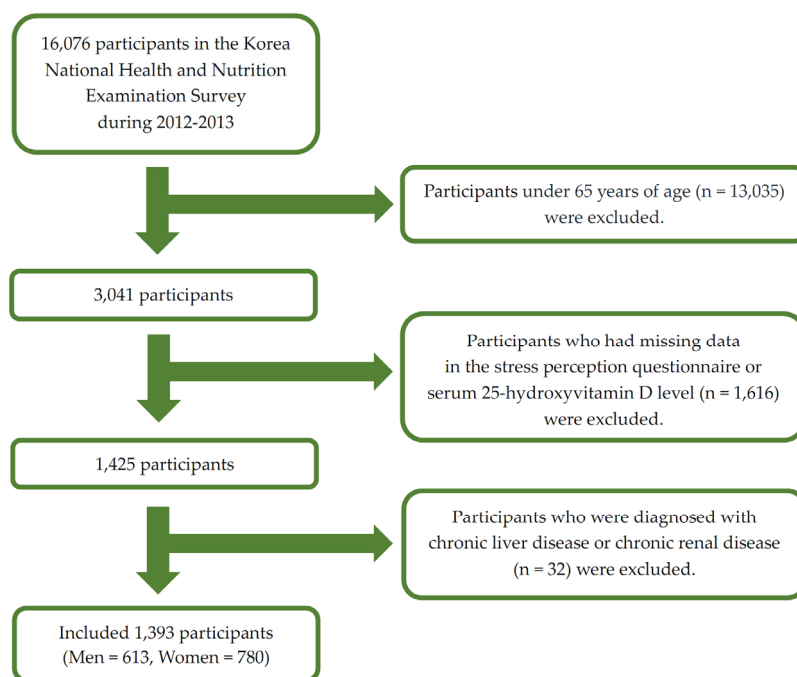 16,076 participants in the Korea
National Health and Nutrition
Examination Survey
during 2012-2013
Participants under 65 years of age (n = 13,035)
were excluded.
3,041 participants
Participants who had missing data
in the stress perception questionnaire or
serum 25-hydroxyvitamin D level (n = 1,616)
were excluded.
1,425 participants
Participants who were diagnosed with
chronic liver disease or chronic renal disease
(n = 32) were excluded.
Included 1,393 participants
(Men = 613, Women = 780)